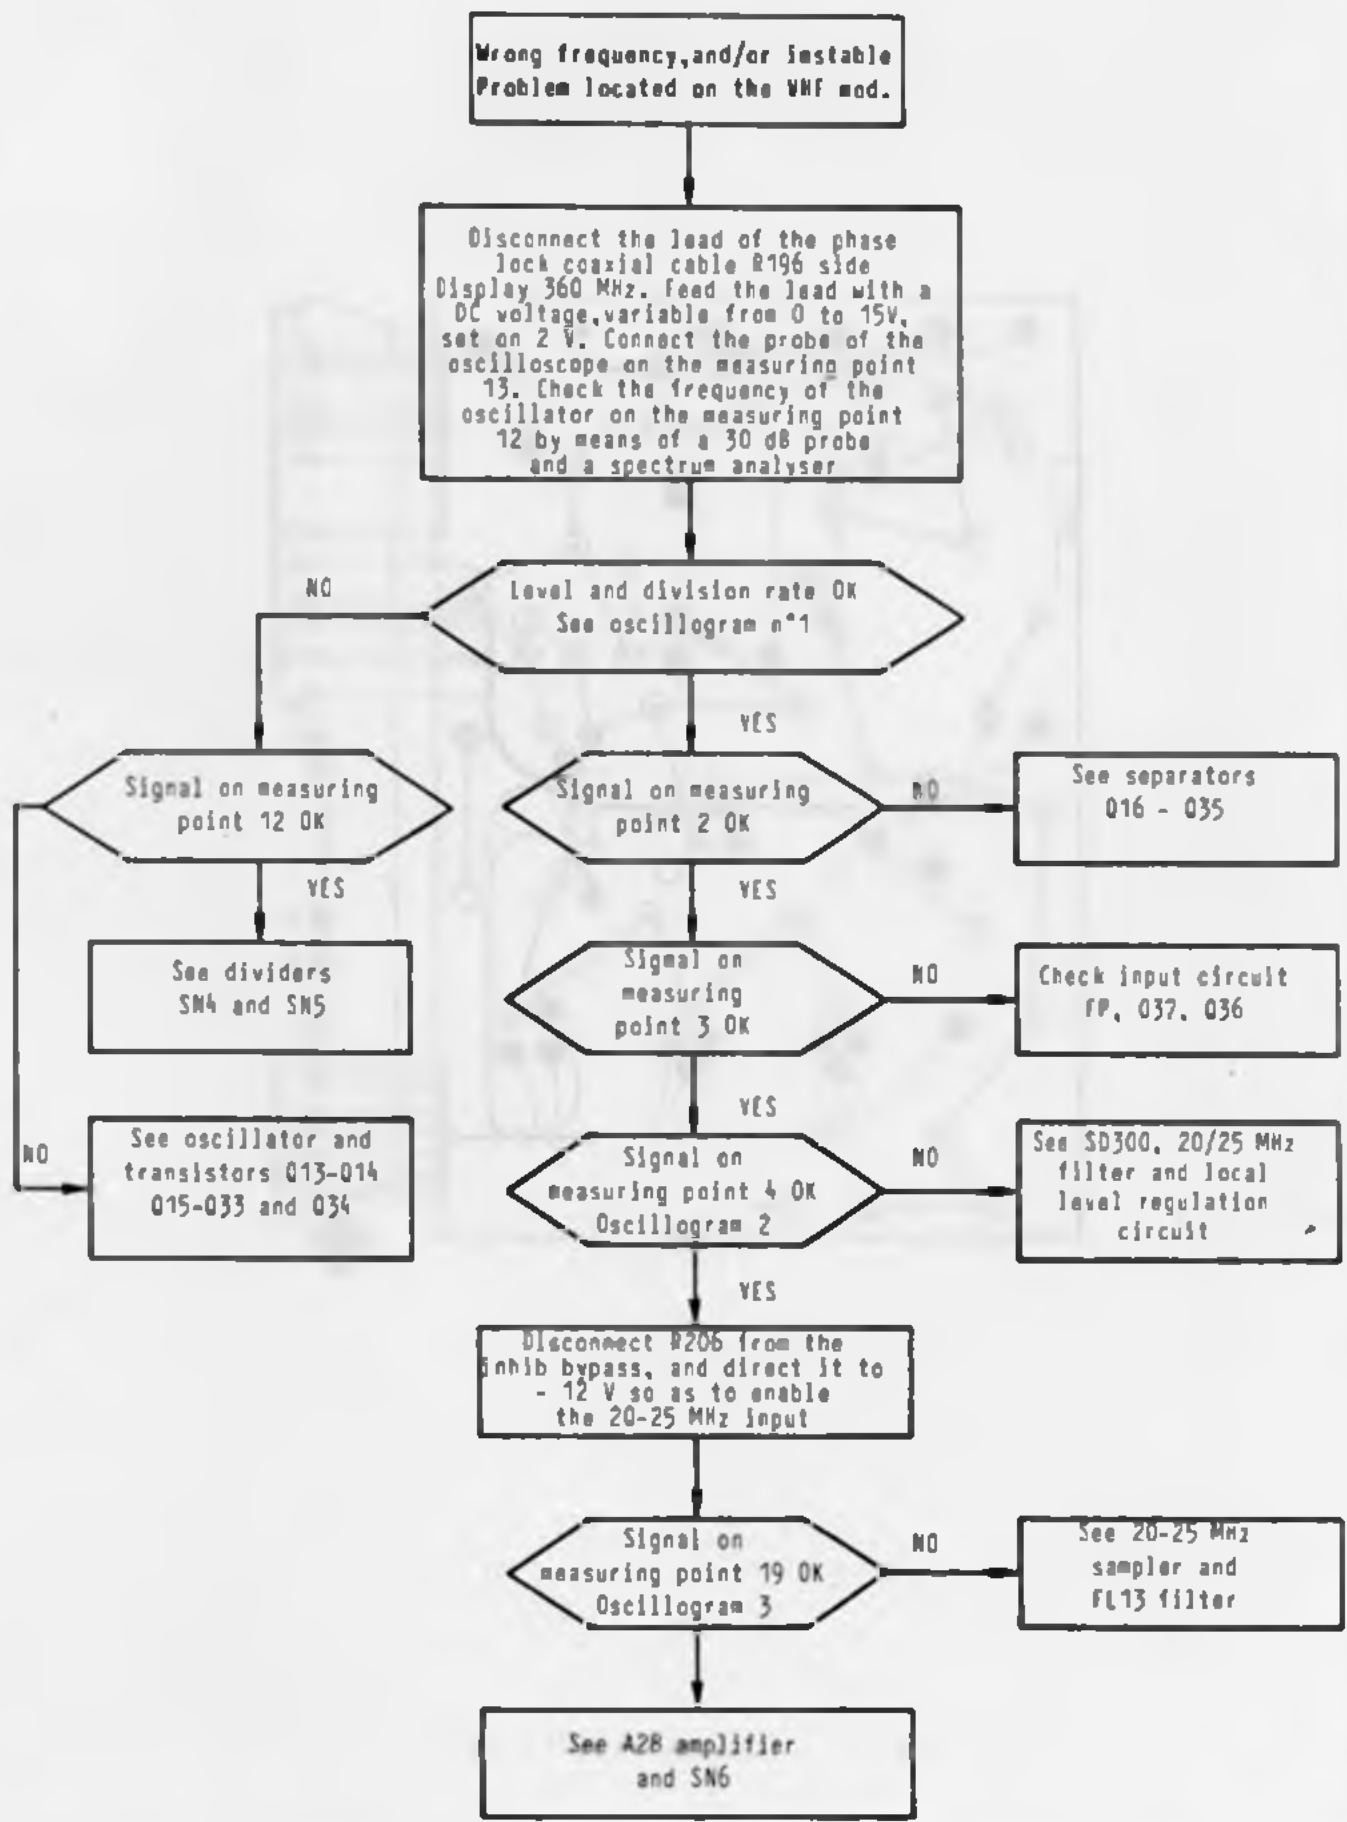 Wrong frequency,and/or instable
Problem located on the VHF mod.
Disconnect the lead of the phase
lock coaxial cable R196 side
Display 360 MHz. Feed the lead with a
DC voltage,variable from 0 to 15V,
set on 2 V. Connect the probe of the
oscilloscope on the measuring point
13. Check the frequency of the
oscillator on the measuring point
12 by means of a 30 dB probe
and a spectrum analyser
NO
Level and division rate OK
See oscillogram n°1
YES
Signal on measuring
point 12 OK
Signal on measuring
point 2 OK
NO
See separators
Q16 - Q35
YES
YES
See dividers
SN4 and SN5
Signal on
measuring
point 3 OK
NO
Check input circuit
FP, Q37, Q36
YES
NO
See oscillator and
transistors Q13-Q14
Q15-Q33 and Q34
Signal on
measuring point 4 OK
Oscillogram 2
NO
See SD300, 20/25 MHz
filter and local
level regulation
circuit
YES
Disconnect R206 from the
inhib bypass, and direct it to
- 12 V so as to enable
the 20-25 MHz input
Signal on
measuring point 19 OK
Oscillogram 3
NO
See 20-25 MHz
sampler and
FL13 filter
See A28 amplifier
and SN6